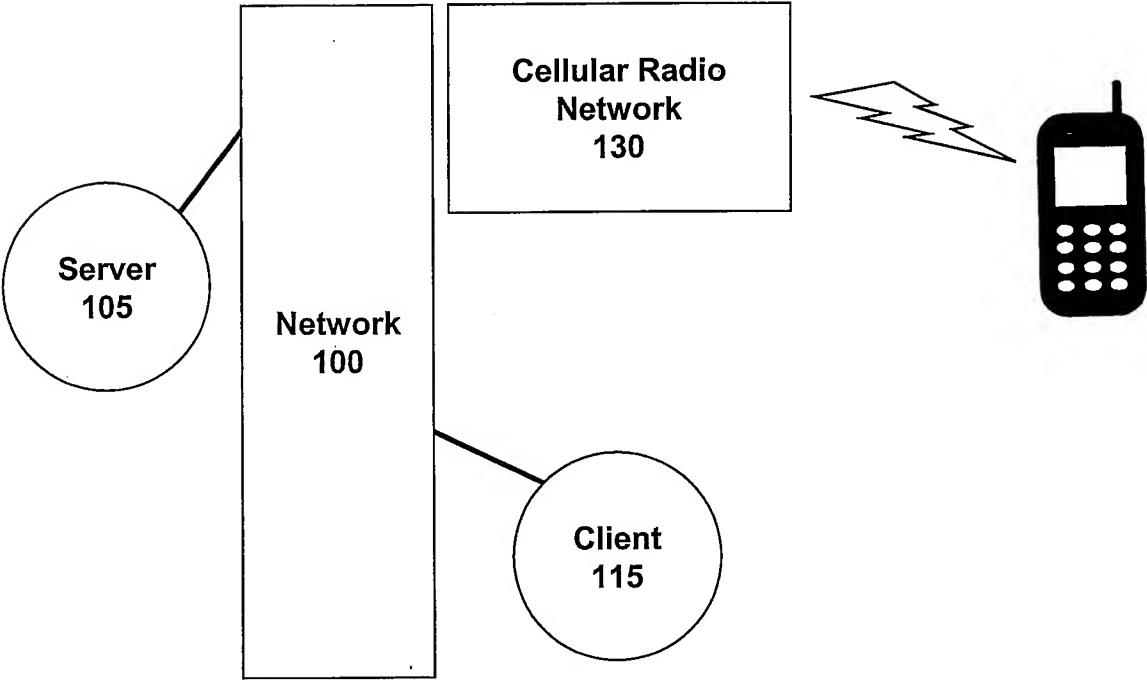 Cellular Radio
Network
130
Server
105
Network
100
Client
115